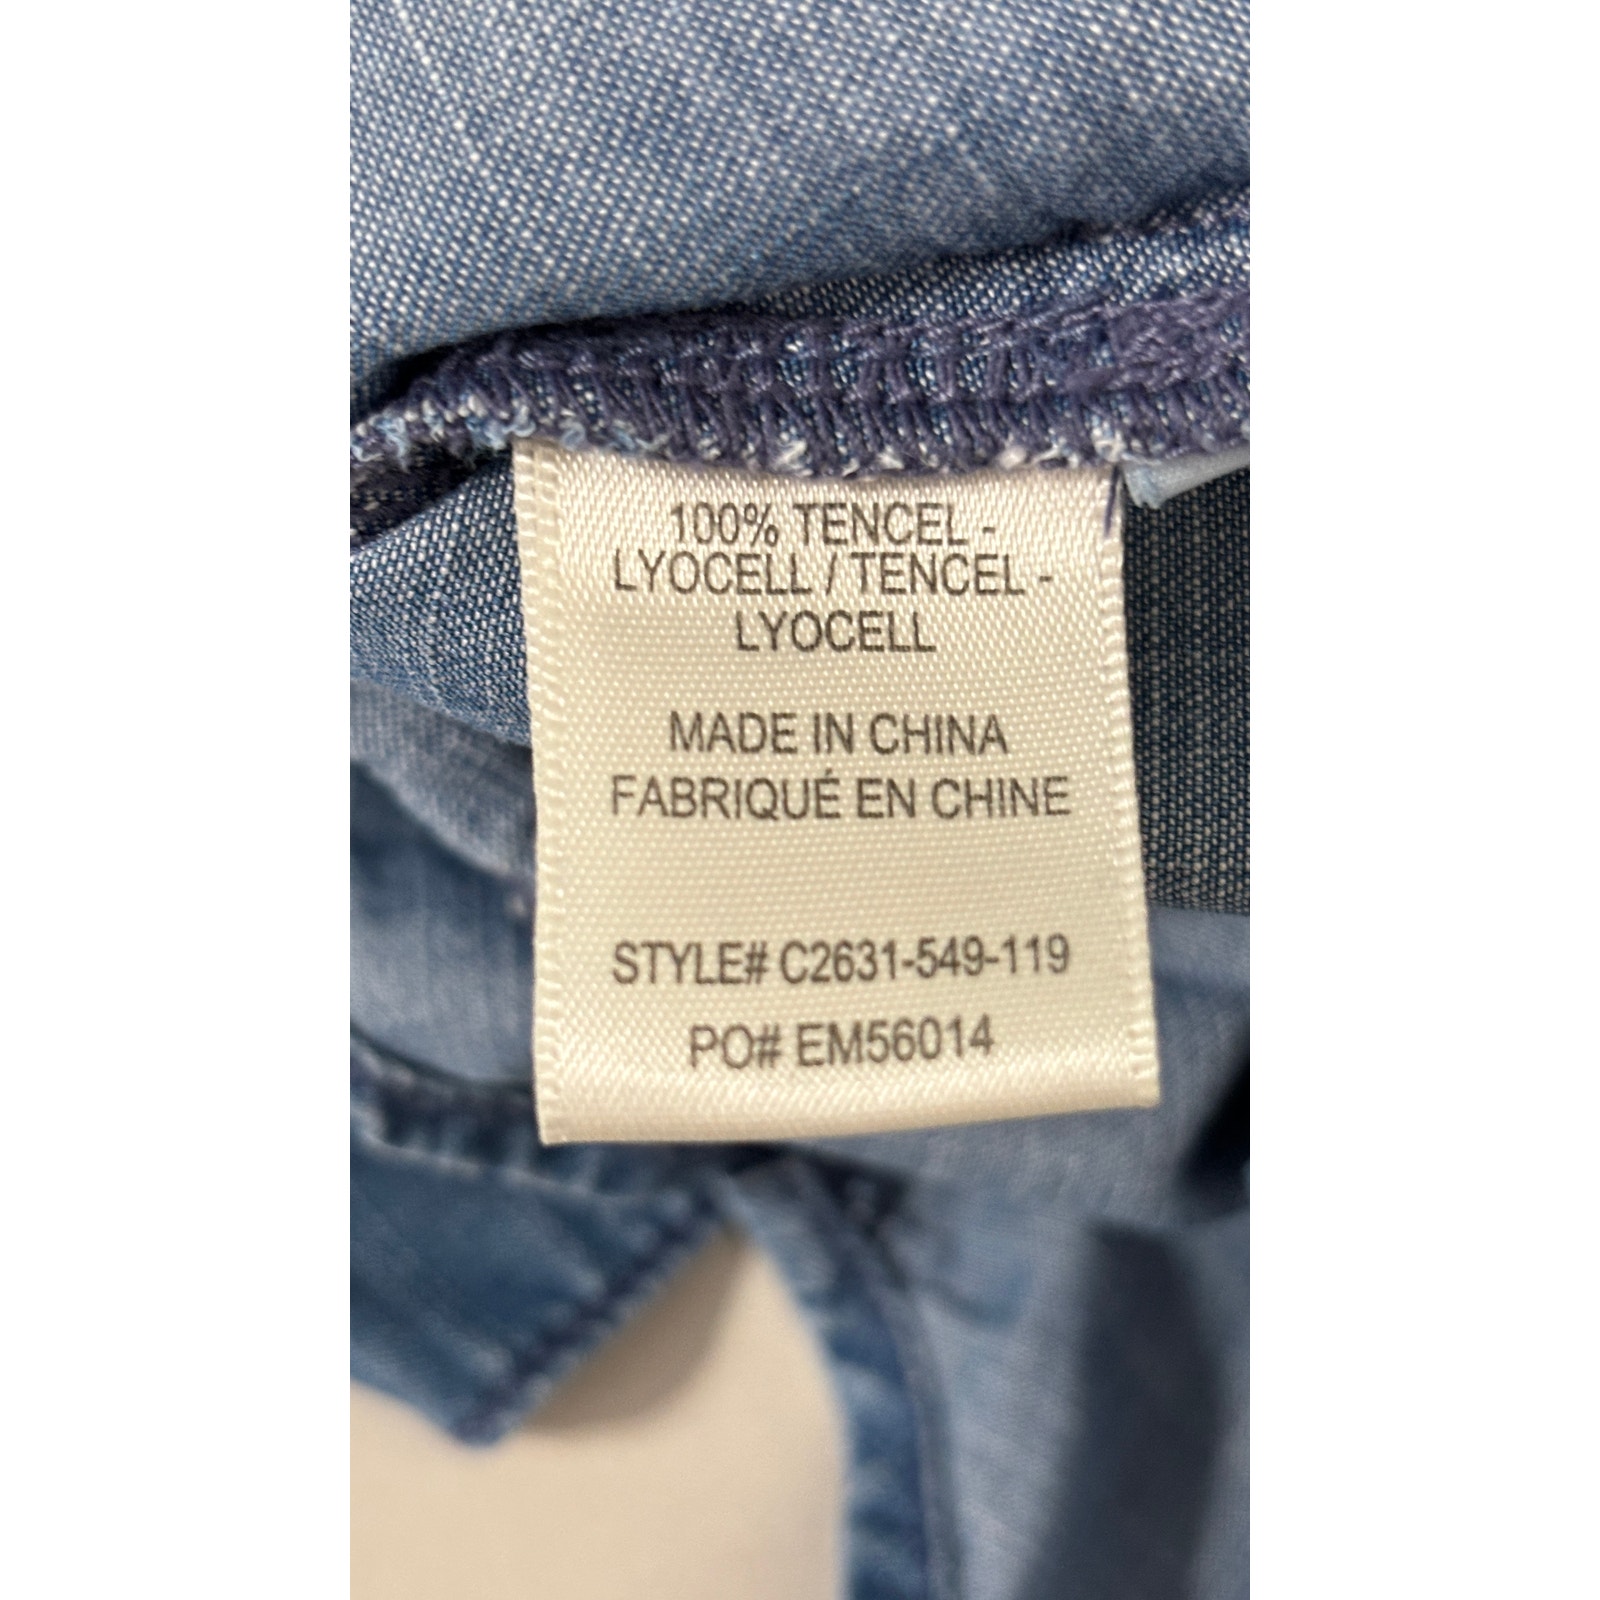 100% TENCEL -
LYOCELL / TENCEL -
LYOCELL
MADE IN CHINA
FABRIQUÉ EN CHINE
STYLE# C2631-549-119
PO# EM56014